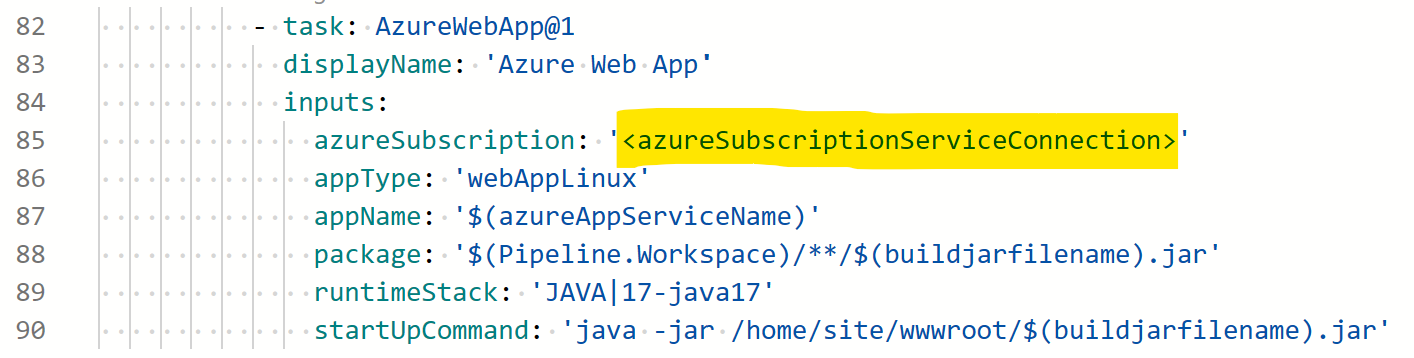 82 - task: AzureWebApp@1
83 displayName: 'Azure Web App'
84 inputs:
85 azureSubscription: '<azureSubscriptionServiceConnection>'
86 appType: 'webAppLinux'
87 appName: '$(azureAppServiceName)'
88 package: '$(Pipeline.Workspace)/**/$(buildjarfilename).jar'
89 runtimeStack: 'JAVA|17-java17'
90 startUpCommand: 'java -jar /home/site/wwwroot/$(buildjarfilename).jar'